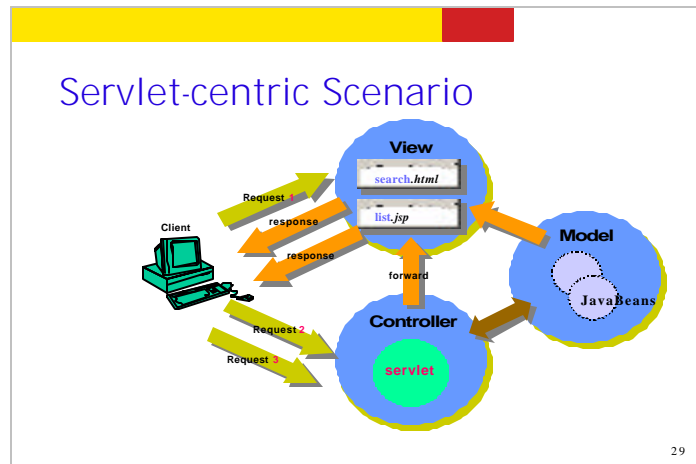 Servlet-centric Scenario
View
search.html
list.jsp
Request 1
response
response
Client
forward
Model
JavaBeans
Controller
servlet
Request 2
Request 3
29